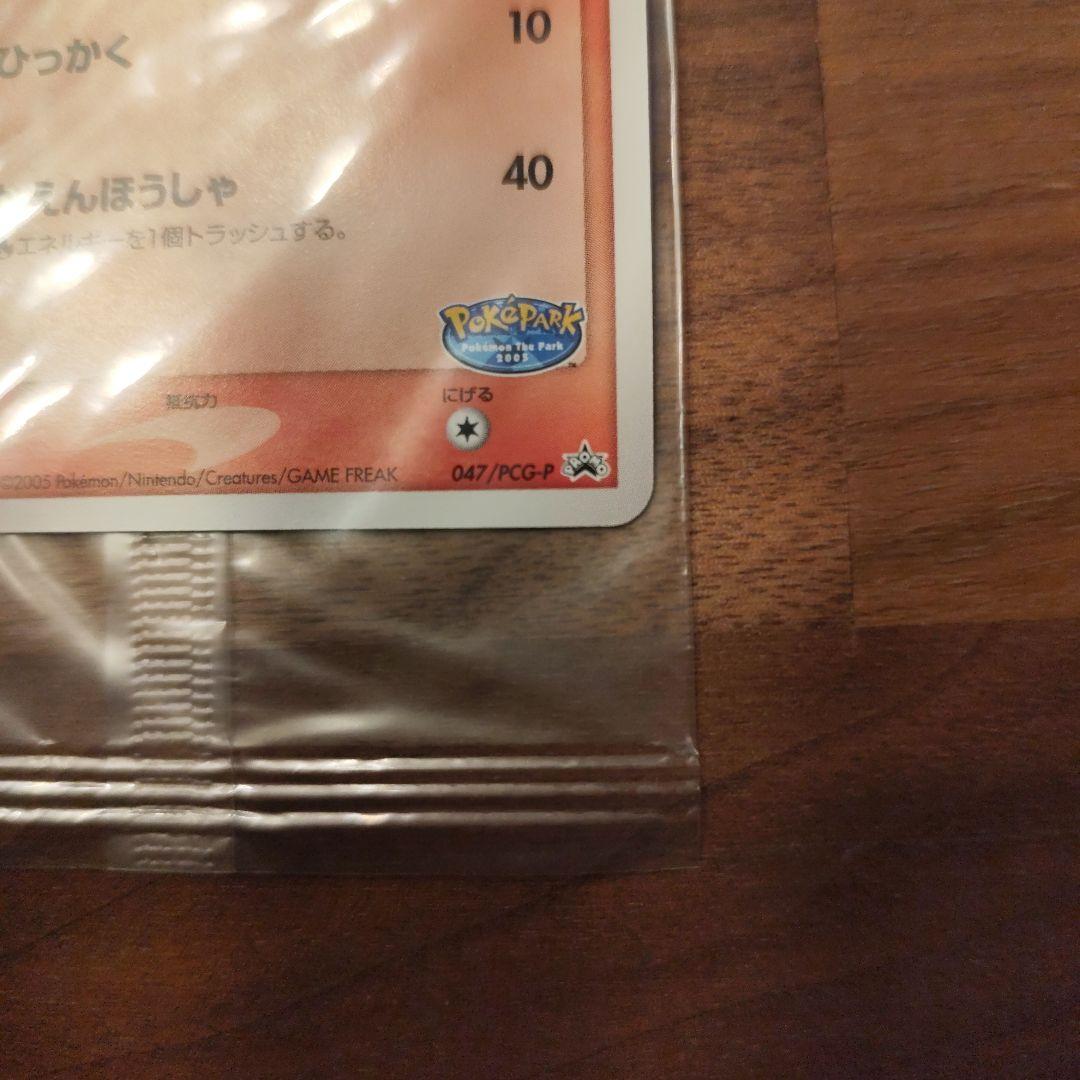 10
ひっかく
40
えんほうしゃ
エネルギーを1個トラッシュする。
POKéPARK
Pokémon The Park
2005
™
抵抗力
にげる
©2005 Pokémon/Nintendo/Creatures/GAME FREAK
047/PCG-P